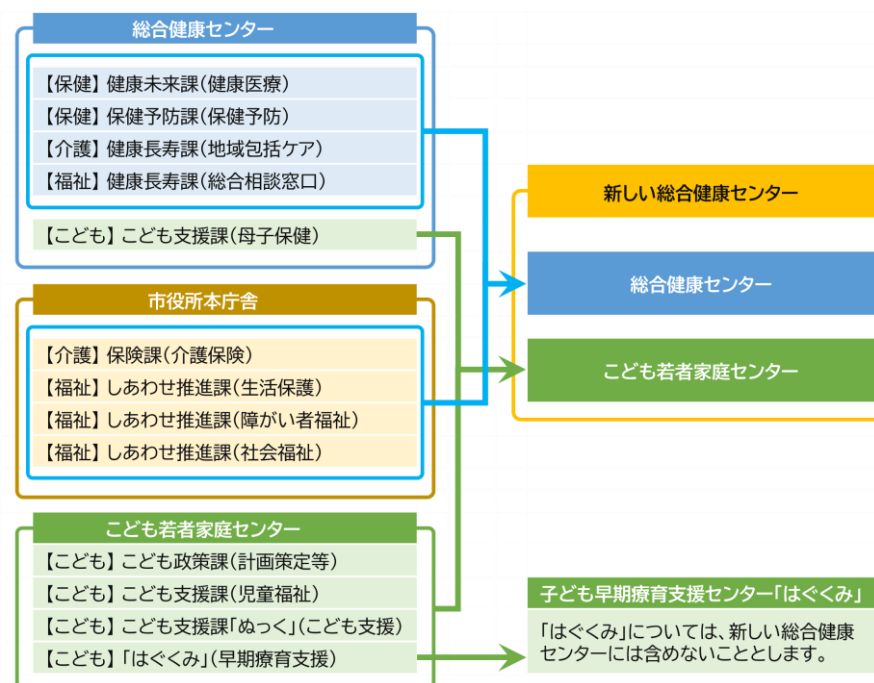 総合健康センター
【保健】 健康未来課(健康医療)
【保健】 保健予防課(保健予防)
【介護】 健康長寿課(地域包括ケア)
【福祉】 健康長寿課(総合相談窓口)
【こども】 こども支援課(母子保健)
市役所本庁舎
【介護】 保険課(介護保険)
【福祉】 しあわせ推進課(生活保護)
【福祉】 しあわせ推進課(障がい者福祉)
【福祉】 しあわせ推進課(社会福祉)
こども若者家庭センター
【こども】 こども政策課(計画策定等)
【こども】 こども支援課(児童福祉)
【こども】 こども支援課「ぬっく」(こども支援)
【こども】 「はぐくみ」(早期療育支援)
新しい総合健康センター
総合健康センター
こども若者家庭センター
子ども早期療育支援センター「はぐくみ」
「はぐくみ」については、新しい総合健康
センターには含めないこととします。